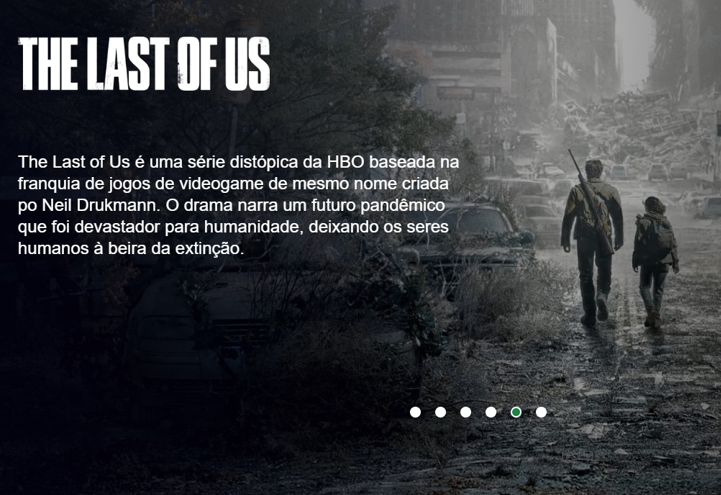 THE LAST OF US
The Last of Us é uma série distópica da HBO baseada na
franquia de jogos de videogame de mesmo nome criada
po Neil Drukmann. O drama narra um futuro pandêmico
que foi devastador para humanidade, deixando os seres
humanos à beira da extinção.